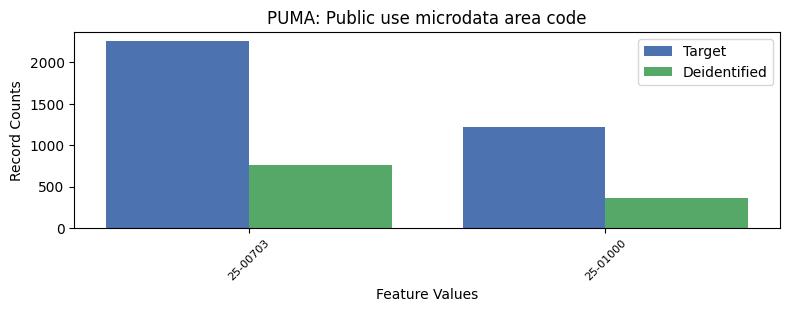 PUMA: Public use microdata area code
Target
Deidentified
Record Counts
2000
1500
1000
500
0
25-00703
25-01000
Feature Values